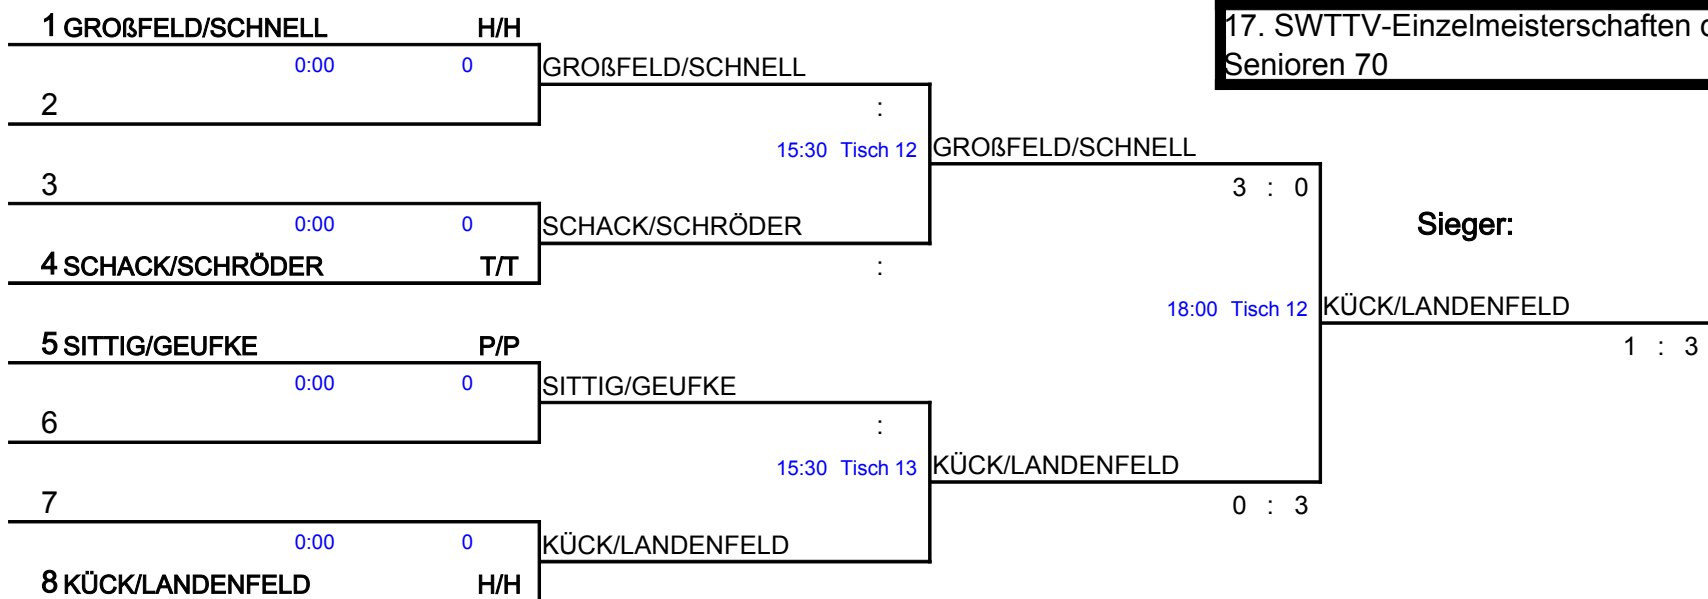 17. SWTTV-Einzelmeisterschaften
Senioren 70
1 GROßFELD/SCHNELL H/H
0:00 0
GROßFELD/SCHNELL
2
:
15:30 Tisch 12
GROßFELD/SCHNELL
3
3 : 0
0:00 0
SCHACK/SCHRÖDER
Sieger:
4 SCHACK/SCHRÖDER T/T
:
18:00 Tisch 12
KÜCK/LANDENFELD
5 SITTIG/GEUFKE P/P
1 : 3
0:00 0
SITTIG/GEUFKE
6
:
15:30 Tisch 13
KÜCK/LANDENFELD
7
0 : 3
0:00 0
KÜCK/LANDENFELD
8 KÜCK/LANDENFELD H/H